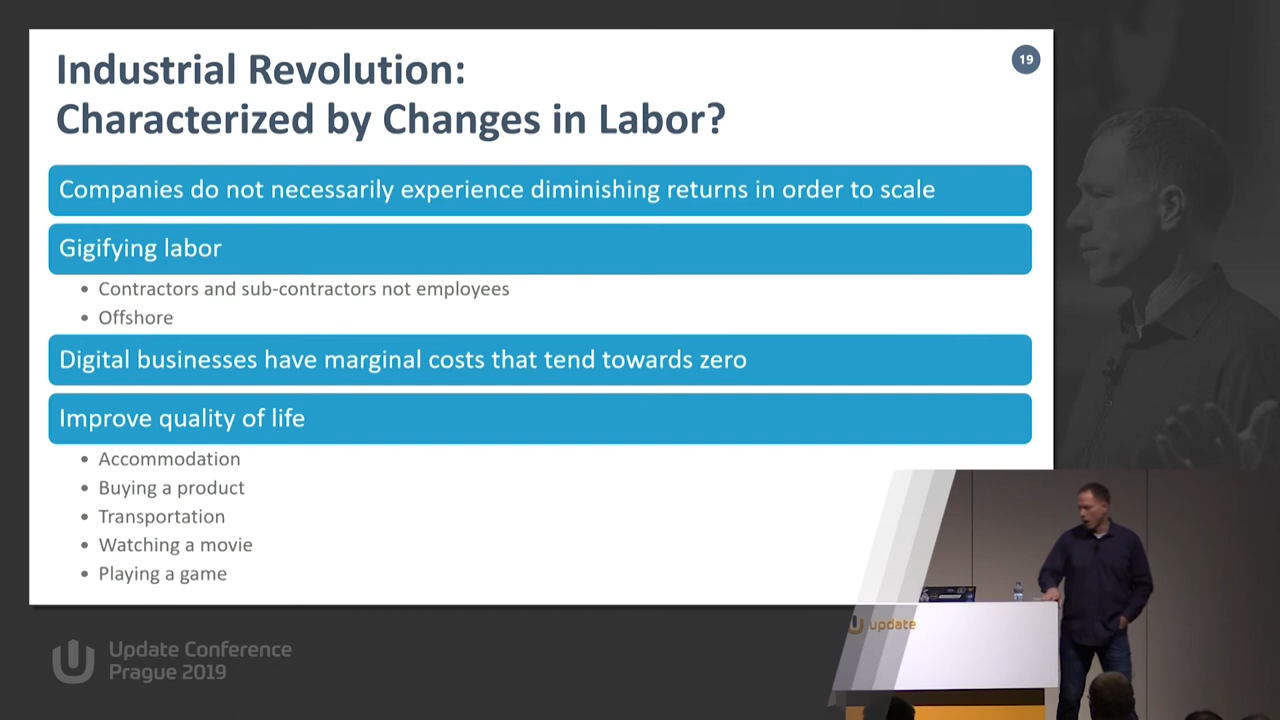 Industrial Revolution:
Characterized by Changes in Labor?
19
Companies do not necessarily experience diminishing returns in order to scale
Gigifying labor
• Contractors and sub-contractors not employees
• Offshore
Digital businesses have marginal costs that tend towards zero
Improve quality of life
• Accommodation
• Buying a product
• Transportation
• Watching a movie
• Playing a game
update
Update Conference
Prague 2019